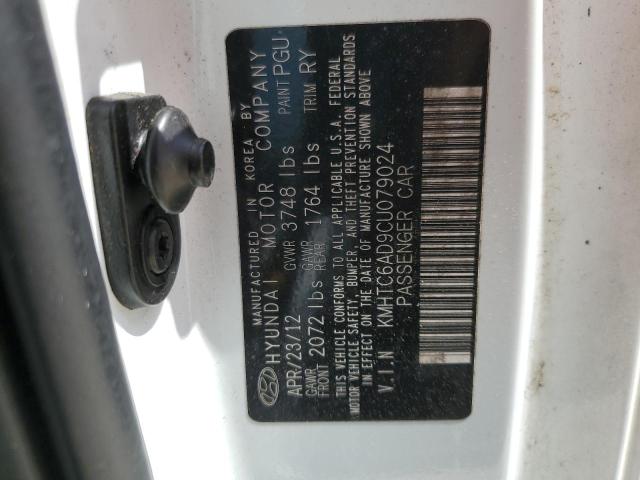 MANUFACTURED IN KOREA BY
HYUNDAI MOTOR COMPANY
APR/23/12 GVWR 3748 lbs PAINT PGU
GAWR FRONT 2072 lbs GAWR REAR 1764 lbs TRIM RY
THIS VEHICLE CONFORMS TO ALL APPLICABLE U.S.A. FEDERAL
MOTOR VEHICLE SAFETY, BUMPER, AND THEFT PREVENTION STANDARDS
IN EFFECT ON THE DATE OF MANUFACTURE SHOWN ABOVE
V.I.N KMHTC6AD9CU079024
PASSENGER CAR